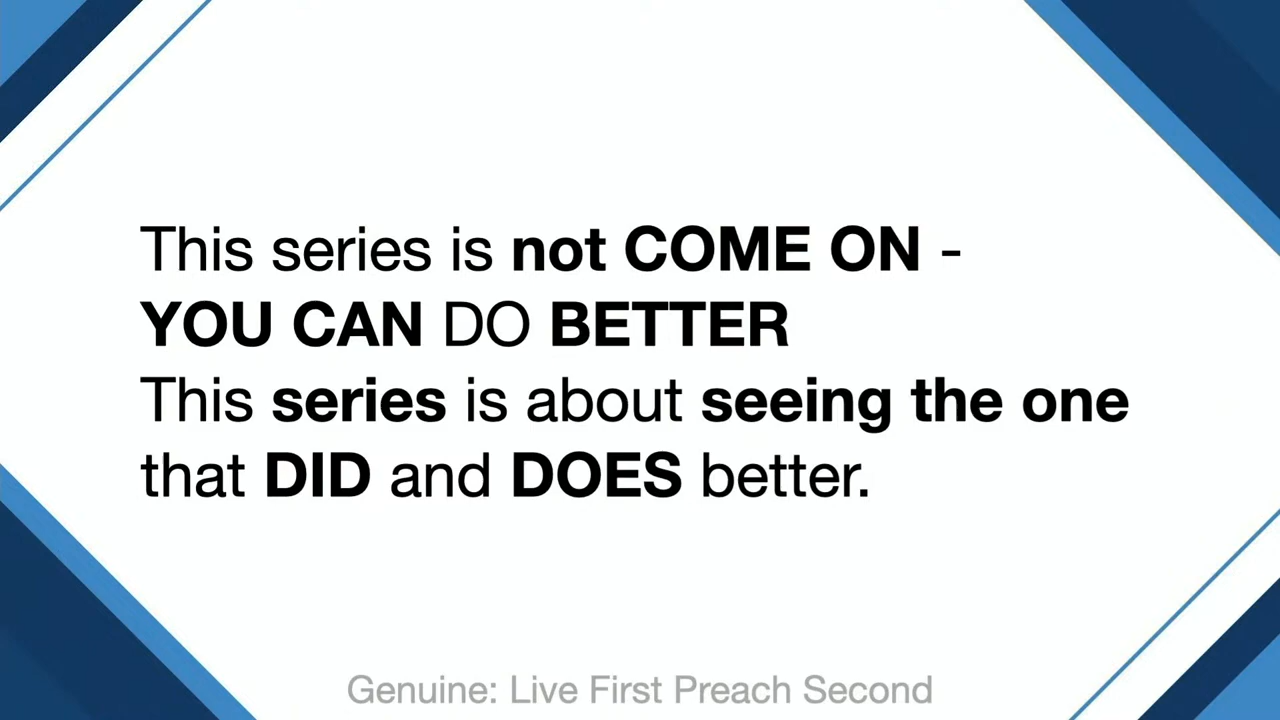 This series is not COME ON -
YOU CAN DO BETTER
This series is about seeing the one
that DID and DOES better.
Genuine: Live First Preach Second